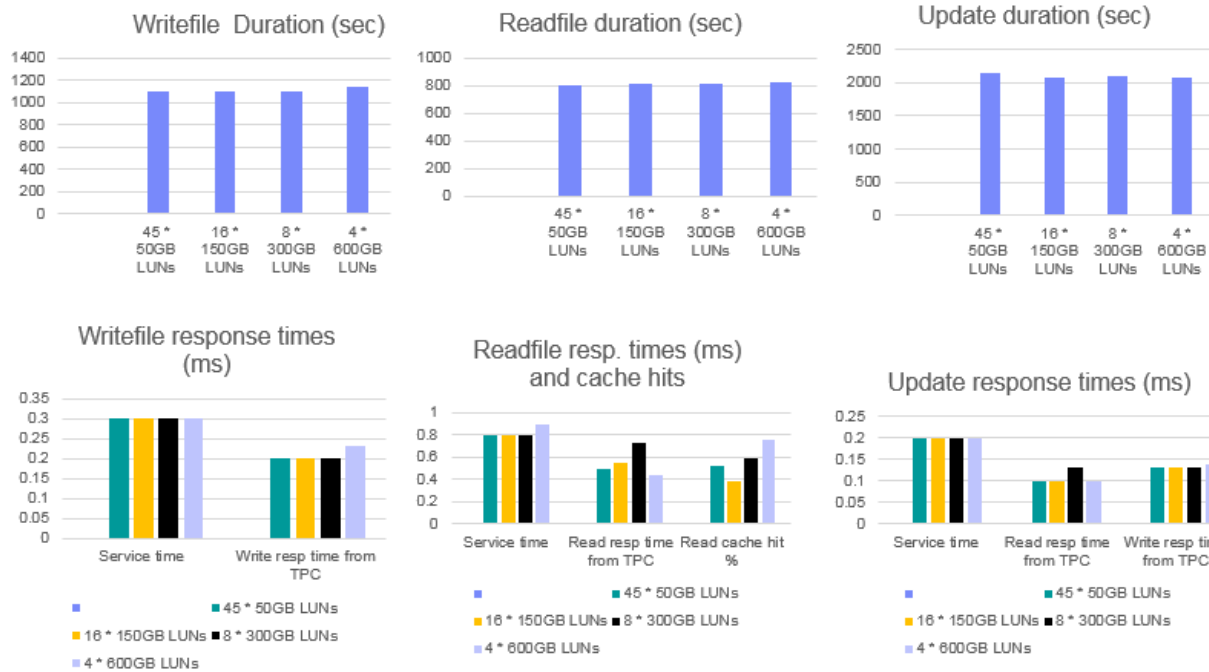 Writefile Duration (sec)
1400
1200
1000
800
600
400
200
0
45 *
50GB
LUNs
16 *
150GB
LUNs
8 *
300GB
LUNs
4 *
600GB
LUNs
Readfile duration (sec)
1000
800
600
400
200
0
45 *
50GB
LUNs
16 *
150GB
LUNs
8 *
300GB
LUNs
4 *
600GB
LUNs
Update duration (sec)
2500
2000
1500
1000
500
0
45 *
50GB
LUNs
16 *
150GB
LUNs
8 *
300GB
LUNs
4 *
600GB
LUNs
Writefile response times
(ms)
0.35
0.3
0.25
0.2
0.15
0.1
0.05
0
Service time
Write resp time from
TPC
45 * 50GB LUNs
16 * 150GB LUNs
8 * 300GB LUNs
4 * 600GB LUNs
Readfile resp. times (ms)
and cache hits
1
0.8
0.6
0.4
0.2
0
Service time
Read resp time
from TPC
Read cache hit
%
45 * 50GB LUNs
16 * 150GB LUNs
8 * 300GB LUNs
4 * 600GB LUNs
Update response times (ms)
0.25
0.2
0.15
0.1
0.05
0
Service time
Read resp time
from TPC
Write resp tim
from TPC
45 * 50GB LUNs
16 * 150GB LUNs
8 * 300GB LUNs
4 * 600GB LUNs